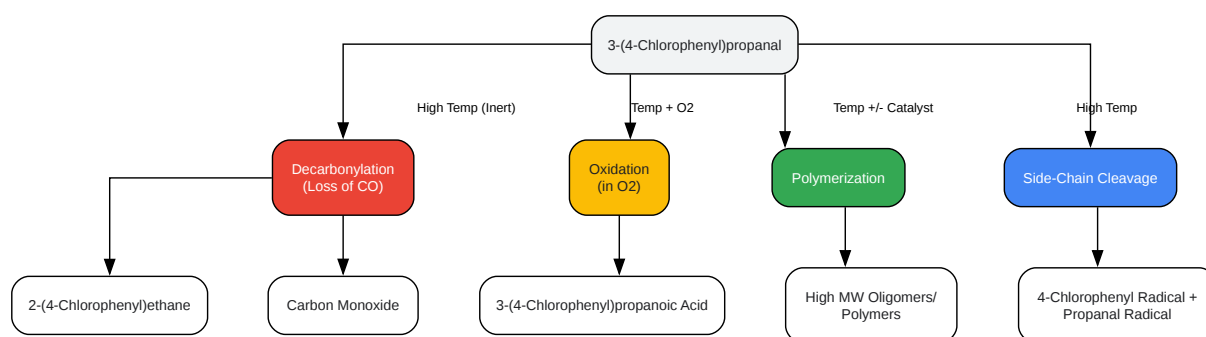 3-(4-Chlorophenyl)propanal
High Temp (Inert)
Temp + O2
Temp +/- Catalyst
High Temp
Decarbonylation
(Loss of CO)
Oxidation
(in O2)
Polymerization
Side-Chain Cleavage
2-(4-Chlorophenyl)ethane
Carbon Monoxide
3-(4-Chlorophenyl)propanoic Acid
High MW Oligomers/
Polymers
4-Chlorophenyl Radical +
Propanal Radical